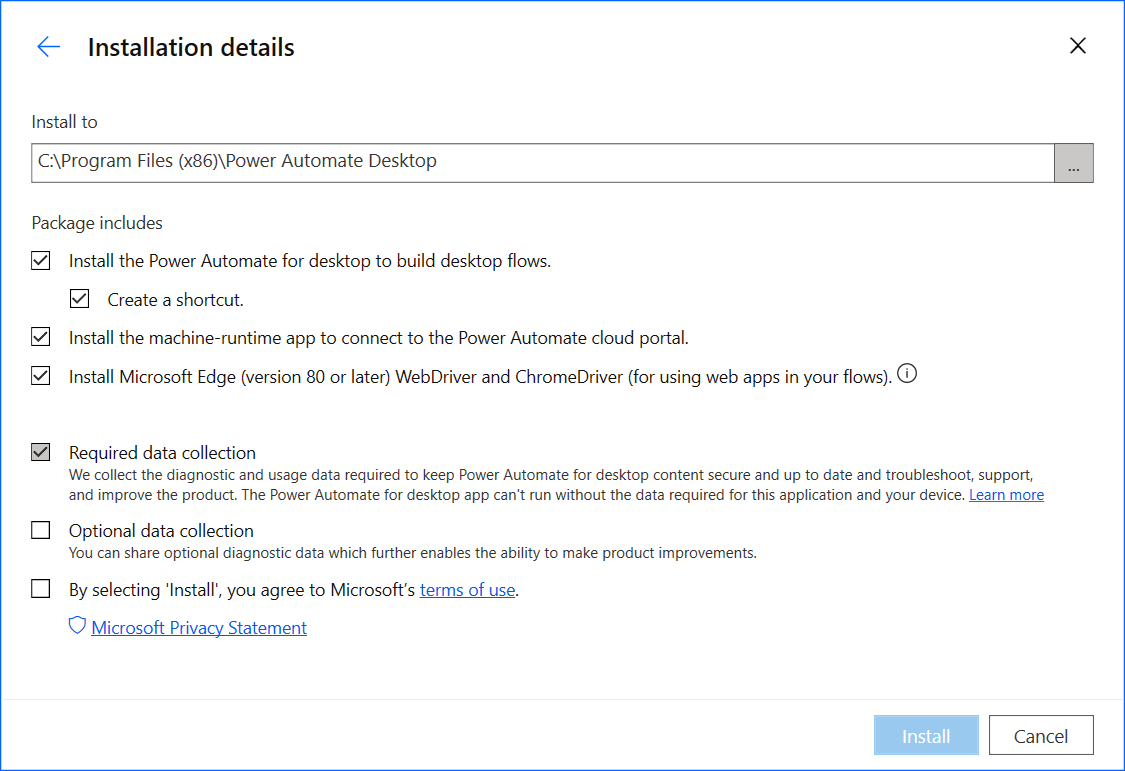 Installation details
Install to
C:\Program Files (x86)\Power Automate Desktop
...
Package includes
Install the Power Automate for desktop to build desktop flows.
Create a shortcut.
Install the machine-runtime app to connect to the Power Automate cloud portal.
Install Microsoft Edge (version 80 or later) WebDriver and ChromeDriver (for using web apps in your flows).
Required data collection
We collect the diagnostic and usage data required to keep Power Automate for desktop content secure and up to date and troubleshoot, support,
and improve the product. The Power Automate for desktop app can't run without the data required for this application and your device. Learn more
Optional data collection
You can share optional diagnostic data which further enables the ability to make product improvements.
By selecting 'Install', you agree to Microsoft’s terms of use.
Microsoft Privacy Statement
Install Cancel